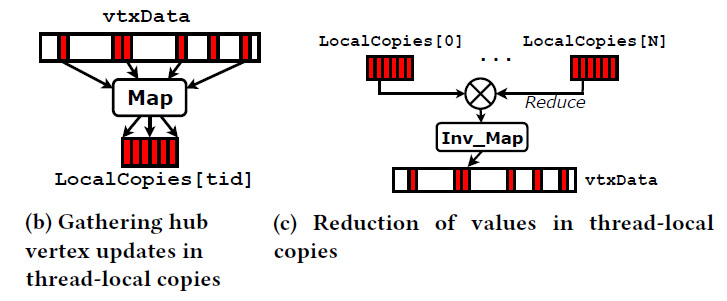 vtxData
Map
LocalCopies[tid]
(b) Gathering hub
vertex updates in
thread-local copies
LocalCopies[0]
...
LocalCopies[N]
Reduce
Inv_Map
vtxData
(c) Reduction of values in thread-local
copies